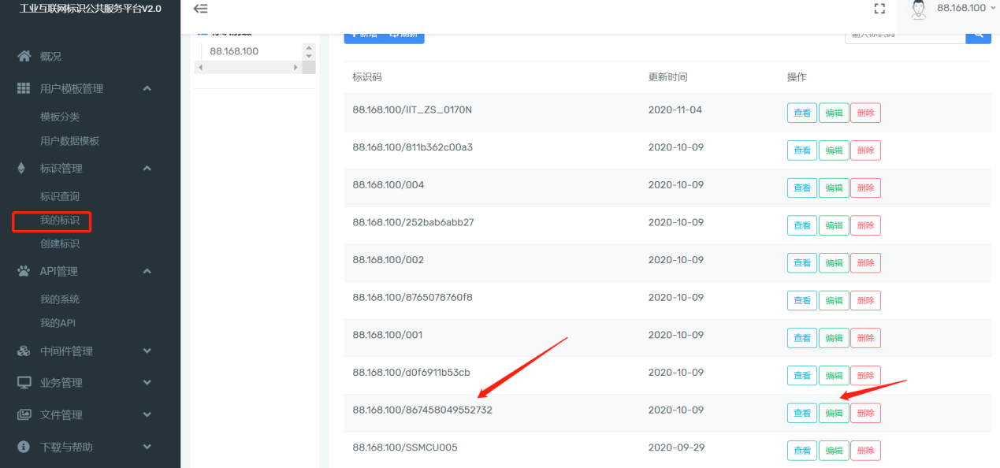 工业互联网标识公共服务平台V2.0
88.168.100
概况
用户模板管理
模板分类
用户数据模板
标识管理
标识查询
我的标识
创建标识
API管理
我的系统
我的API
中间件管理
业务管理
文件管理
下载与帮助
88.168.100
新增 刷新
输入标识码
标识码 更新时间 操作
88.168.100/IIT_ZS_0170N 2020-11-04 查看 编辑 删除
88.168.100/811b362c00a3 2020-10-09 查看 编辑 删除
88.168.100/004 2020-10-09 查看 编辑 删除
88.168.100/252bab6abb27 2020-10-09 查看 编辑 删除
88.168.100/002 2020-10-09 查看 编辑 删除
88.168.100/8765078760f8 2020-10-09 查看 编辑 删除
88.168.100/001 2020-10-09 查看 编辑 删除
88.168.100/d0f6911b53cb 2020-10-09 查看 编辑 删除
88.168.100/867458049552732 2020-10-09 查看 编辑 删除
88.168.100/SSMCU005 2020-09-29 查看 编辑 删除